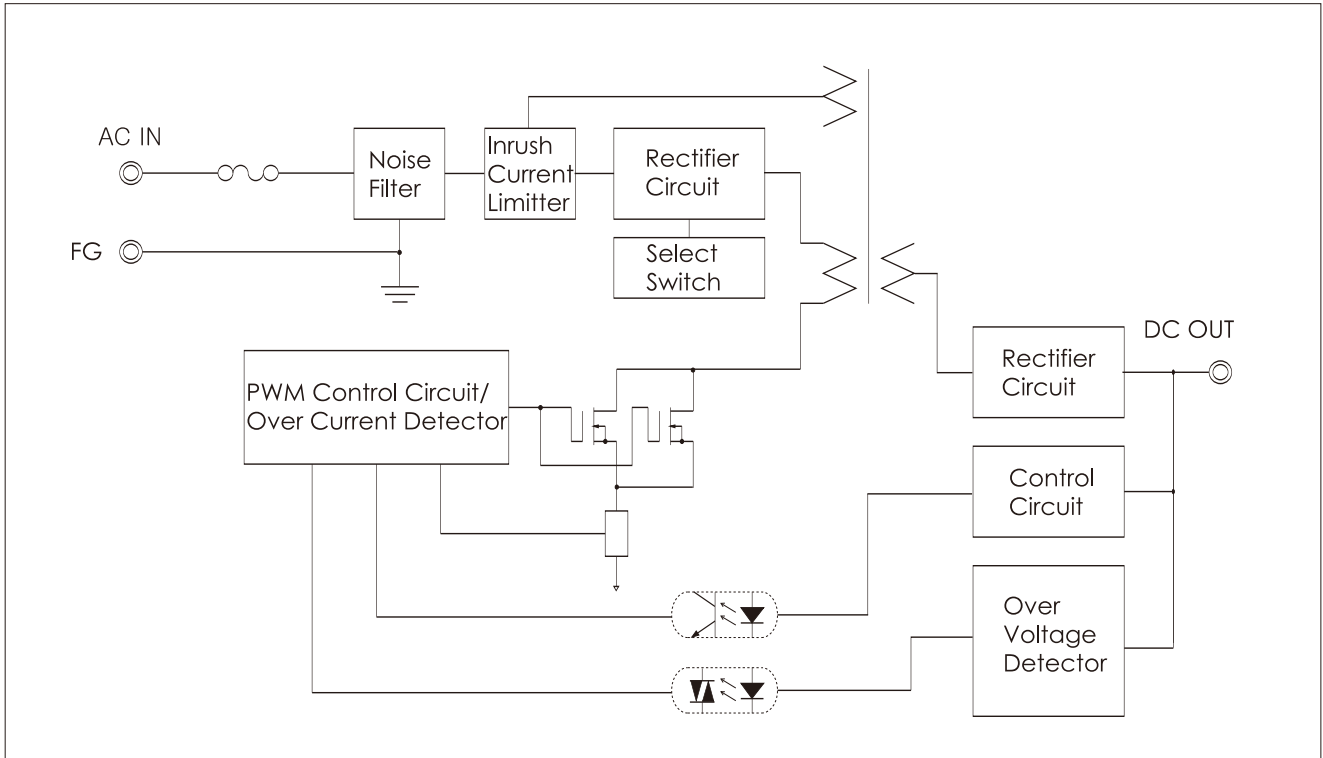 AC IN
Noise
Filter
Inrush
Current
Limitter
Rectifier
Circuit
FG
Select
Switch
DC OUT
Rectifier
Circuit
PWM Control Circuit/
Over Current Detector
Control
Circuit
Over
Voltage
Detector